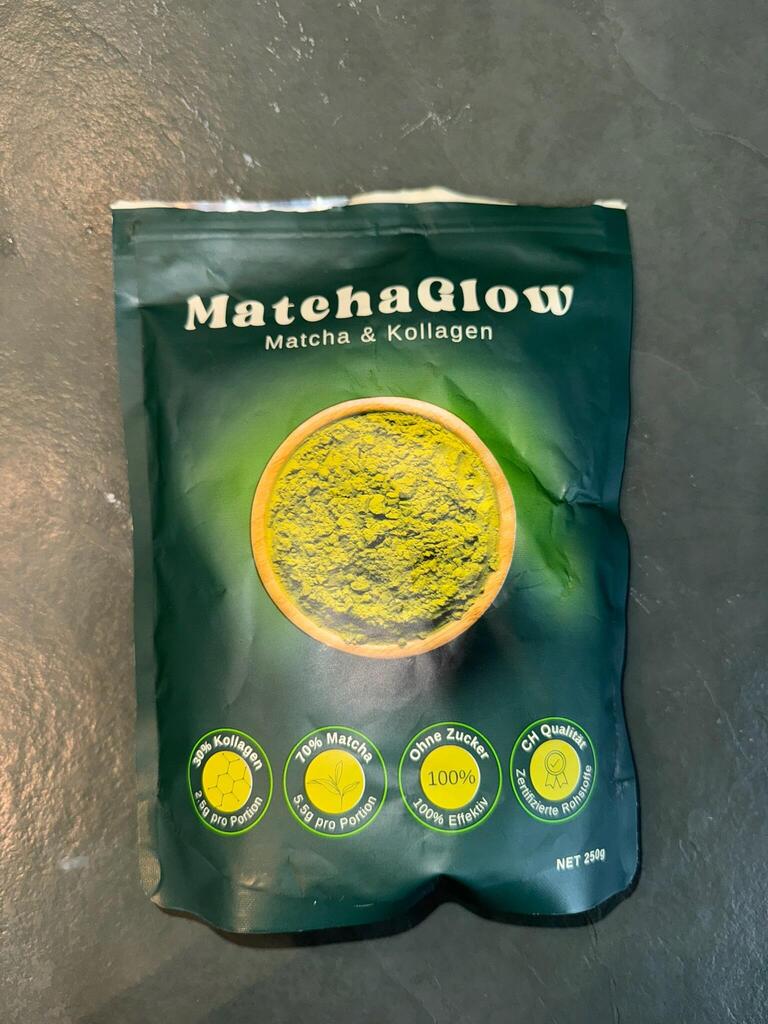 MatchaGlow
Matcha & Kollagen
30% Kollagen
2.5g pro Portion
70% Matcha
5.5g pro Portion
Ohne Zucker
100%
100% Effektiv
CH Qualität
Zertifizierte Rohstoffe
NET 250g